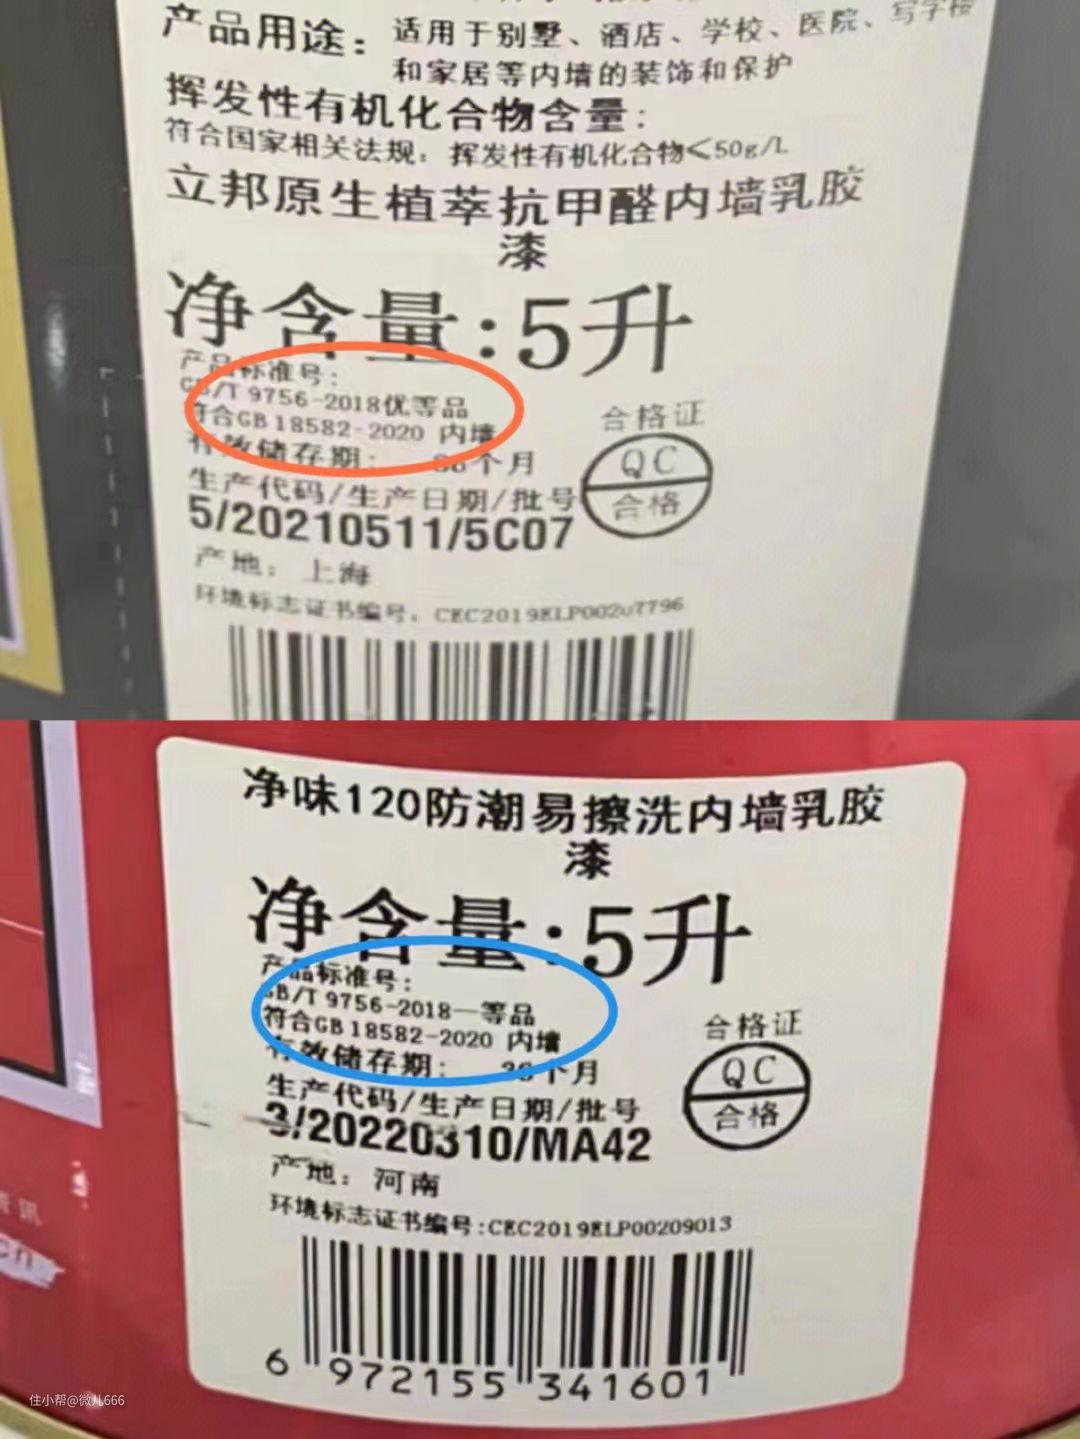 产品用途：
适用于别墅、酒店、学校、医院、写字楼
和家居等内墙的装饰和保护
挥发性有机化合物含量：
符合国家相关法规：挥发性有机化合物<50g/L
立邦原生植萃抗甲醛内墙乳胶
漆
净含量:5升
产品标准号：
GB/T 9756-2018优等品
符合GB 18582-2020 内墙
有效储存期： 36个月
生产代码/生产日期/批号
5/20210511/5C07
产地：上海
合格证
QC
合格
环境标志证书编号：CEC2019ELP00207796
净味120防潮易擦洗内墙乳胶
漆
净含量:5升
产品标准号：
GB/T 9756-2018一等品
符合GB 18582-2020 内墙
有效储存期： 36个月
生产代码/生产日期/批号
3/20220310/MA42
产地：河南
合格证
QC
合格
环境标志证书编号:CEC2019ELP00209013
6 972155 341601
住小帮@微儿666